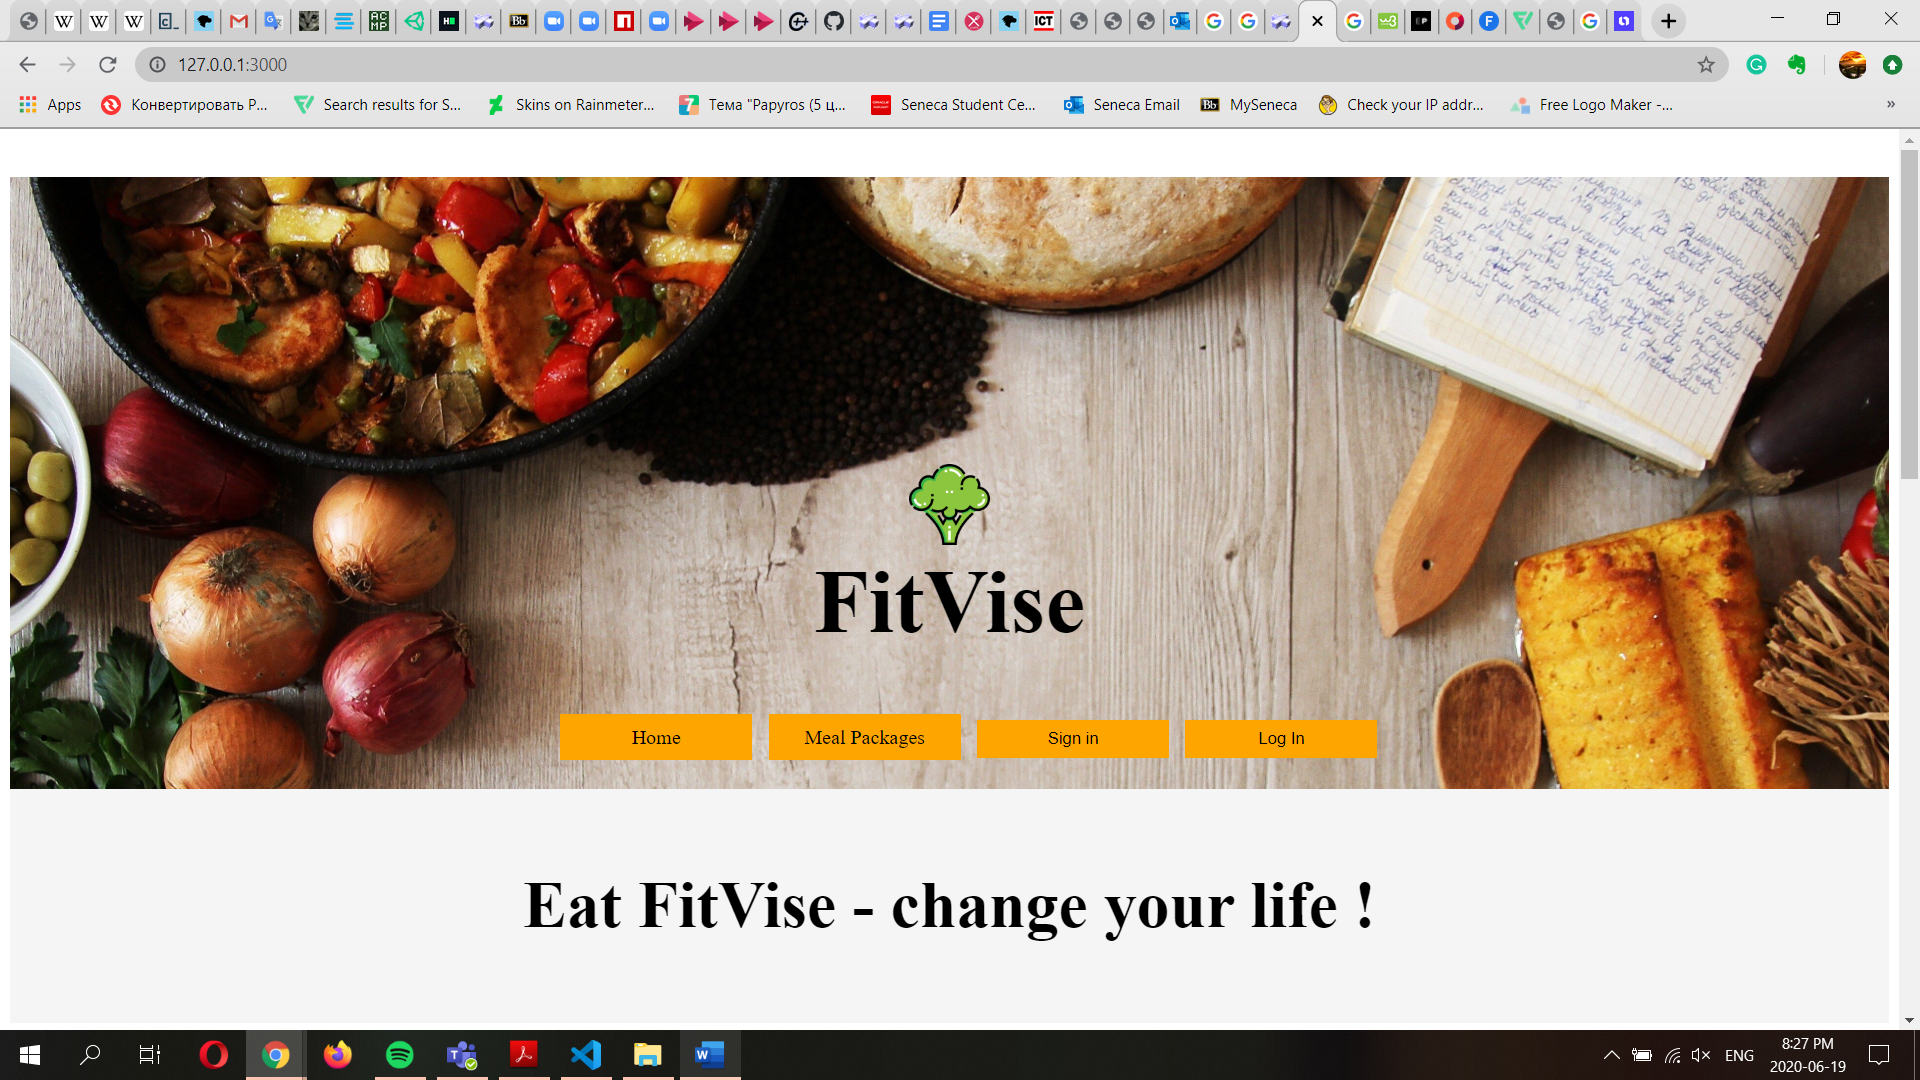 127.0.0.1:3000
Apps
Конвертировать P...
Search results for S...
Skins on Rainmeter...
Тема "Papyros (5 ц...
Seneca Student Ce...
Seneca Email
Bb MySeneca
Check your IP addr...
Free Logo Maker -...
»
FitVise
Home
Meal Packages
Sign in
Log In
Eat FitVise - change your life !
ENG
8:27 PM
2020-06-19